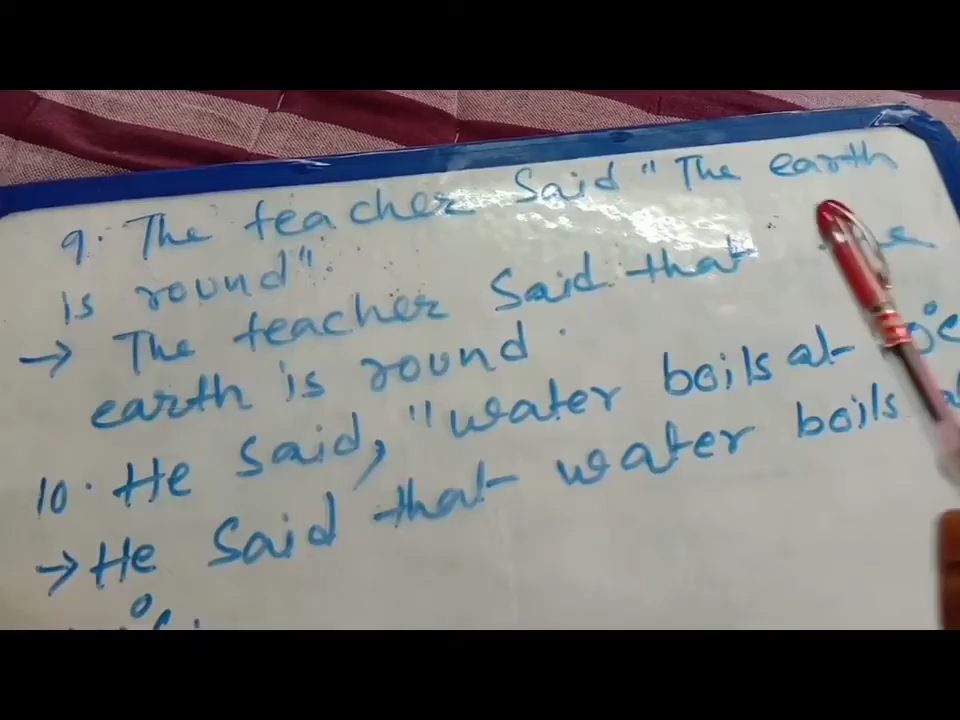 9. The teacher Said "The earth
is round".
→ The teacher Said that
earth is round.
10. He Said, "water boils at
→ He Said that water boils